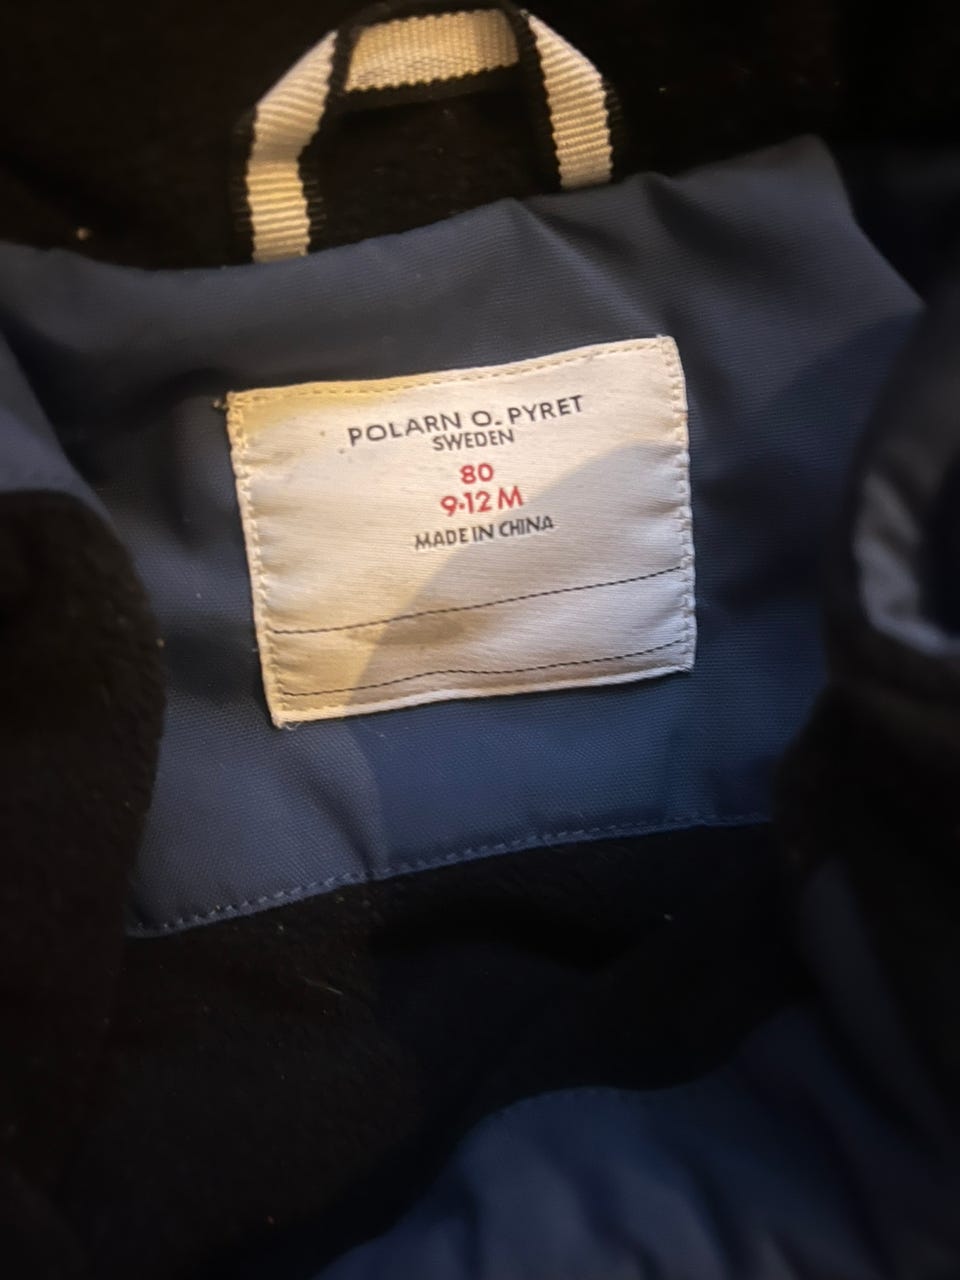 POLARN O. PYRET
SWEDEN
80
9-12 M
MADE IN CHINA